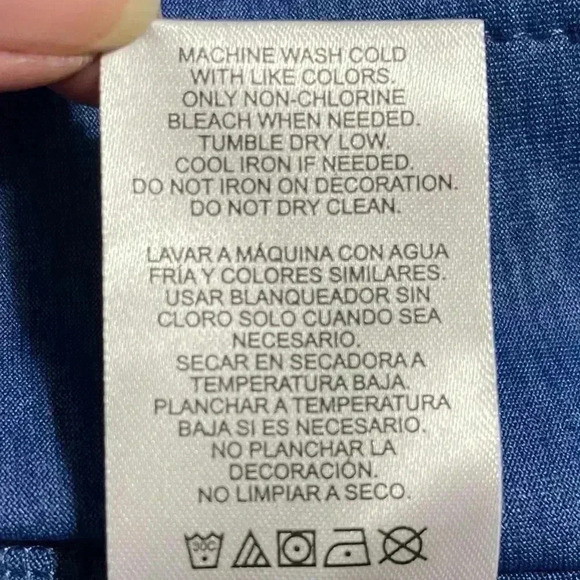 MACHINE WASH COLD
WITH LIKE COLORS.
ONLY NON-CHLORINE
BLEACH WHEN NEEDED.
TUMBLE DRY LOW.
COOL IRON IF NEEDED.
DO NOT IRON ON DECORATION.
DO NOT DRY CLEAN.
LAVAR A MÁQUINA CON AGUA
FRÍA Y COLORES SIMILARES.
USAR BLANQUEADOR SIN
CLORO SOLO CUANDO SEA
NECESARIO.
SECAR EN SECADORA A
TEMPERATURA BAJA.
PLANCHAR A TEMPERATURA
BAJA SI ES NECESARIO.
NO PLANCHAR LA
DECORACIÓN.
NO LIMPIAR A SECO.
30C